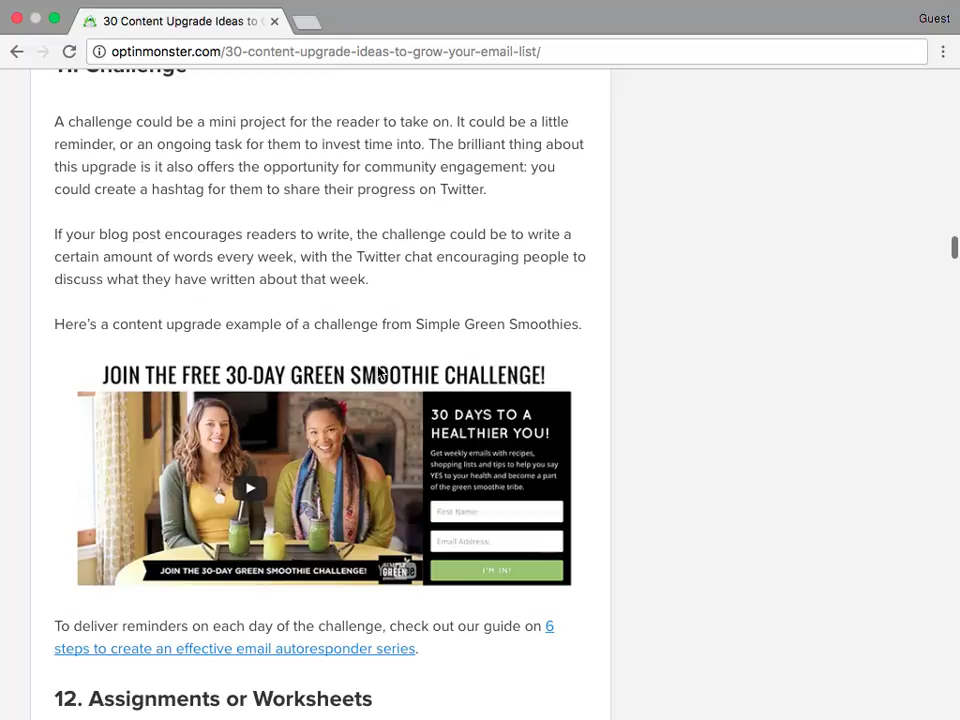 30 Content Upgrade Ideas to
Guest
optinmonster.com/30-content-upgrade-ideas-to-grow-your-email-list/
11. Challenge
A challenge could be a mini project for the reader to take on. It could be a little
reminder, or an ongoing task for them to invest time into. The brilliant thing about
this upgrade is it also offers the opportunity for community engagement: you
could create a hashtag for them to share their progress on Twitter.
If your blog post encourages readers to write, the challenge could be to write a
certain amount of words every week, with the Twitter chat encouraging people to
discuss what they have written about that week.
Here’s a content upgrade example of a challenge from Simple Green Smoothies.
JOIN THE FREE 30-DAY GREEN SMOOTHIE CHALLENGE!
30 DAYS TO A
HEALTHIER YOU!
Get weekly emails with recipes,
shopping lists and tips to help you say
YES to your health and become a part
of the green smoothie tribe.
First Name
Email Address
I'M IN!
JOIN THE 30-DAY GREEN SMOOTHIE CHALLENGE!
SIMPLE
GREEN
To deliver reminders on each day of the challenge, check out our guide on 6
steps to create an effective email autoresponder series.
12. Assignments or Worksheets